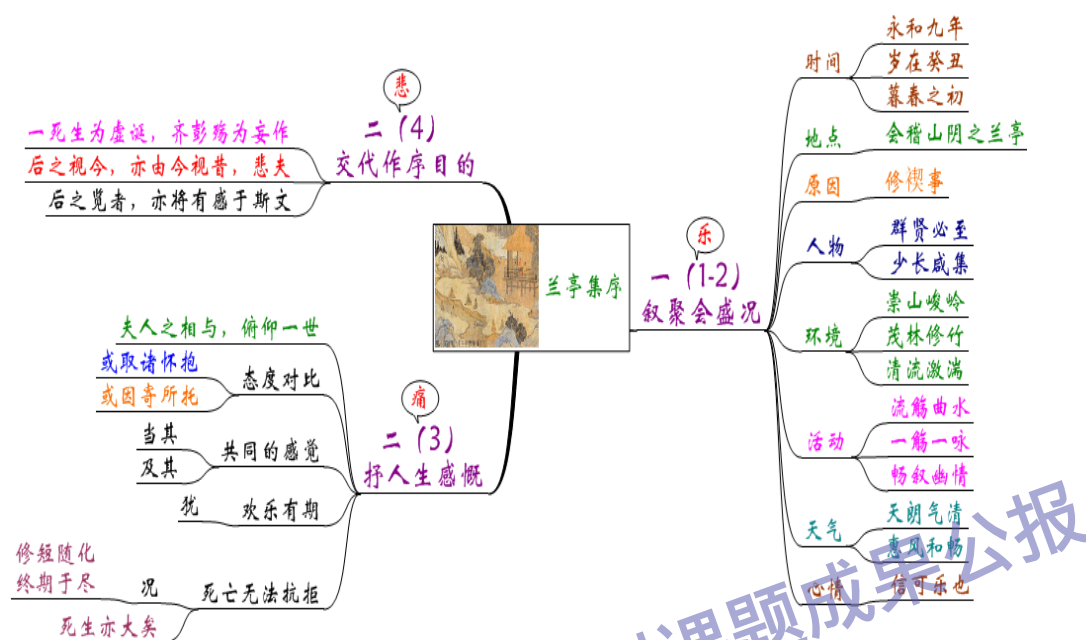 兰亭集序
乐
一（1-2）
叙聚会盛况
时间
永和九年
岁在癸丑
暮春之初
地点
会稽山阴之兰亭
原因
修禊事
人物
群贤必至
少长咸集
环境
崇山峻岭
茂林修竹
清流激湍
活动
流觞曲水
一觞一咏
畅叙幽情
天气
天朗气清
惠风和畅
心情
信可乐也
痛
二（3）
抒人生感慨
夫人之相与，俯仰一世
态度对比
或取诸怀抱
或因寄所托
共同的感觉
当其
及其
欢乐有期
犹
死亡无法抗拒
况
修短随化
终期于尽
死生亦大矣
悲
二（4）
交代作序目的
一死生为虚诞，齐彭殇为妄作
后之视今，亦由今视昔，悲夫
后之览者，亦将有感于斯文
课题成果公报